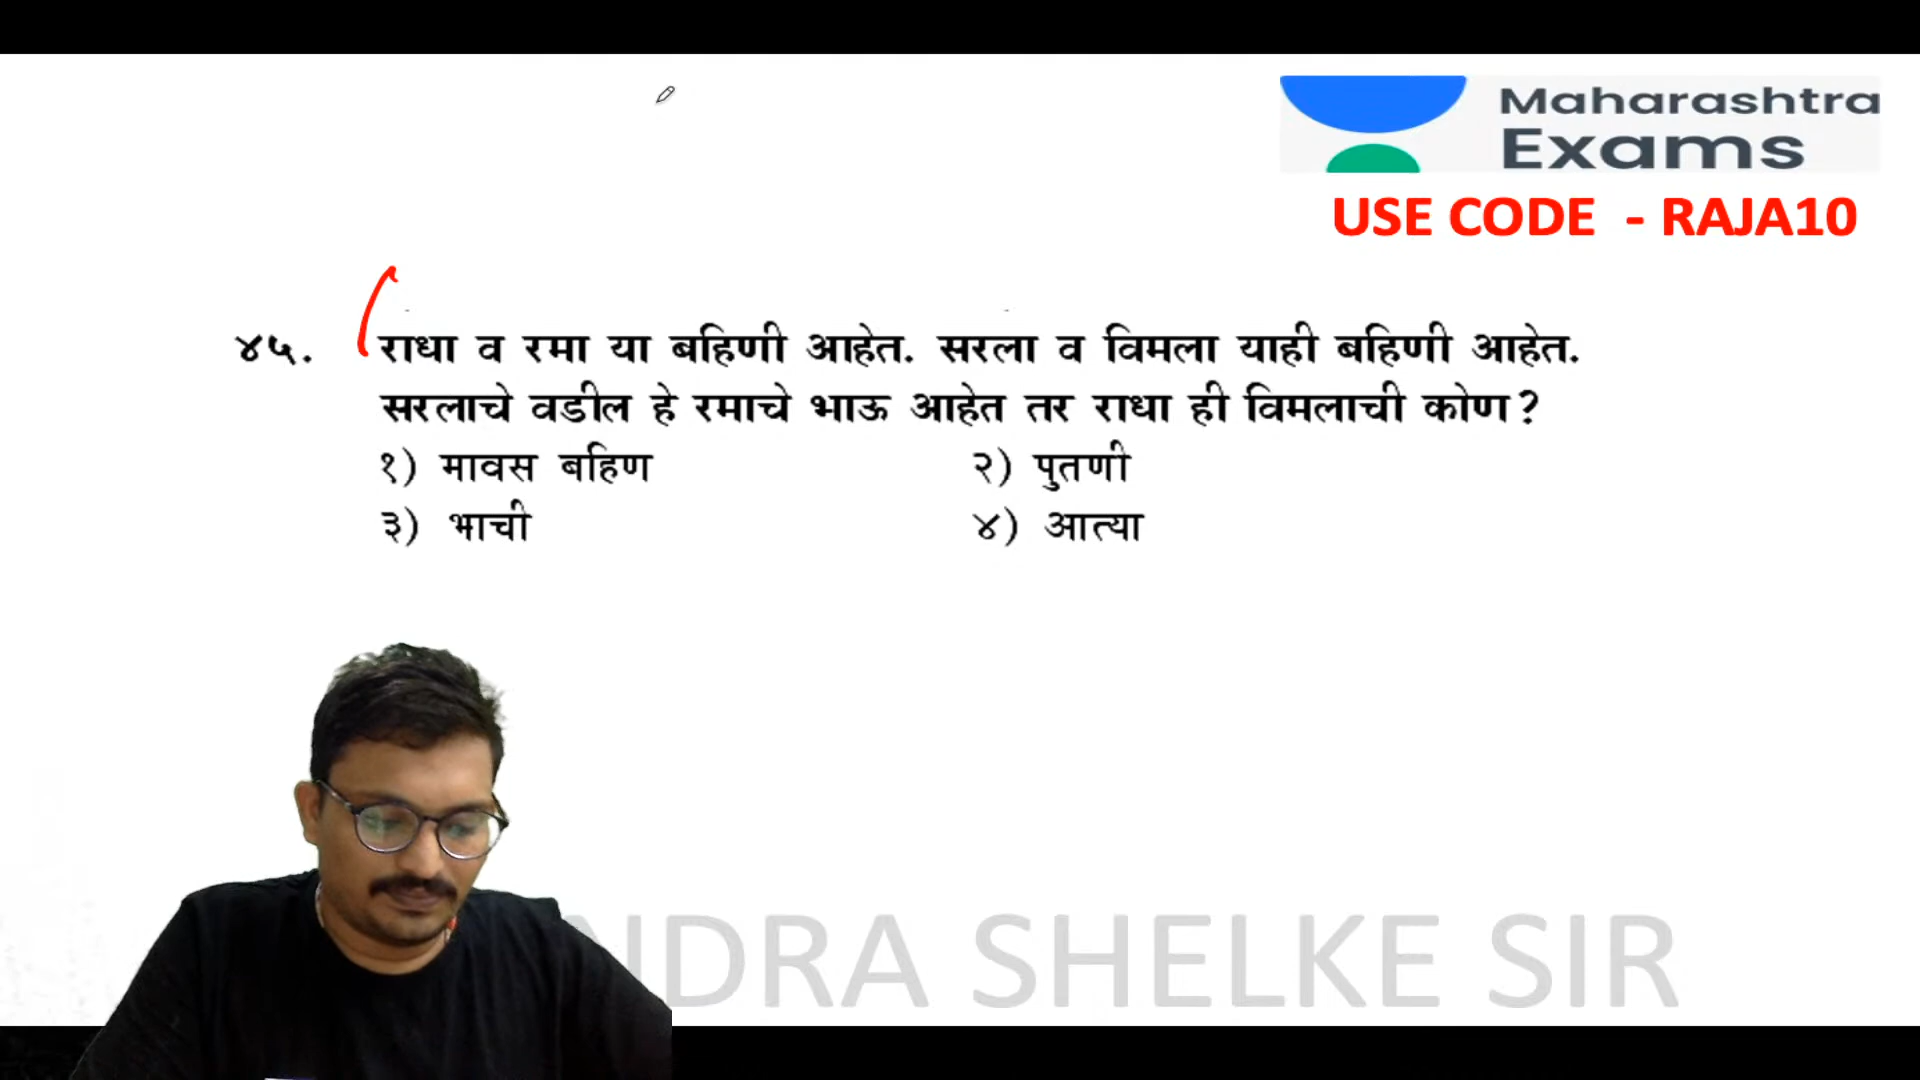 Maharashtra
Exams
USE CODE - RAJA10
४५. राधा व रमा या बहिणी आहेत. सरला व विमला याही बहिणी आहेत.
सरलाचे वडील हे रमाचे भाऊ आहेत तर राधा ही विमलाची कोण?
१) मावस बहिण २) पुतणी
३) भाची ४) आत्या
NDRA SHELKE SIR